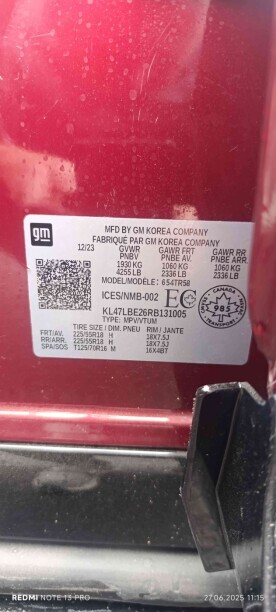 gm
MFD BY GM KOREA COMPANY
FABRIQUÉ PAR GM KOREA COMPANY
12/23 GVWR GAWR FRT GAWR RR
PNBV PNBE AV. PNBE ARR.
1930 KG 1060 KG 1060 KG
4255 LB 2336 LB 2336 LB
MODEL/MODÈLE: 654TR58
ICES/NMB-002
CANADA
985
KL47LBE26RB131005
TYPE: MPV/VTUM
TIRE SIZE / DIM. PNEU RIM / JANTE
FRT/AV. 225/55R18 H 18X7.5J
RR/ARR. 225/55R18 H 18X7.5J
SPA/SOS T125/70R16 M 16X4BT
REDMI NOTE 13 PRO
27.06.2025 11:15